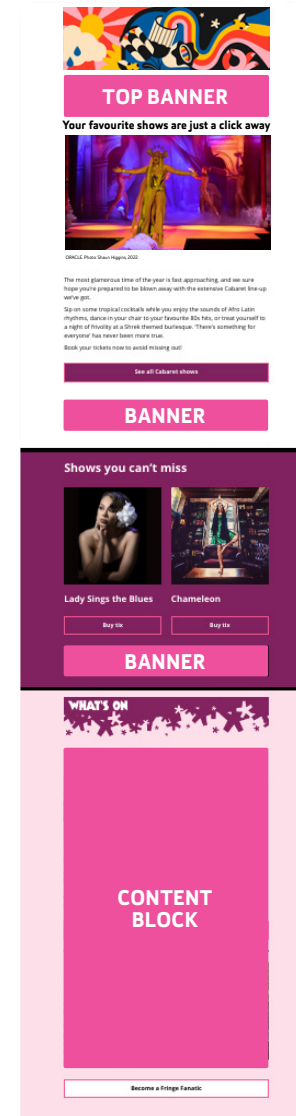 TOP BANNER
Your favourite shows are just a click away
ORACLE. Photo Shaun Higgins, 2022.
The most glamorous time of the year is fast approaching, and we sure
hope you're prepared to be blown away with the extensive Cabaret line-up
we've got.
Sip on some tropical cocktails while you enjoy the sounds of Afro Latin
rhythms, dance in your chair to your favourite 80s hits, or treat yourself to
a night of frivolity at a Shrek themed burlesque. 'There's something for
everyone' has never been more true.
Book your tickets now to avoid missing out!
See all Cabaret shows
BANNER
Shows you can't miss
Lady Sings the Blues
Chameleon
Buy tix
Buy tix
BANNER
WHAT'S ON
CONTENT
BLOCK
Become a Fringe Fanatic